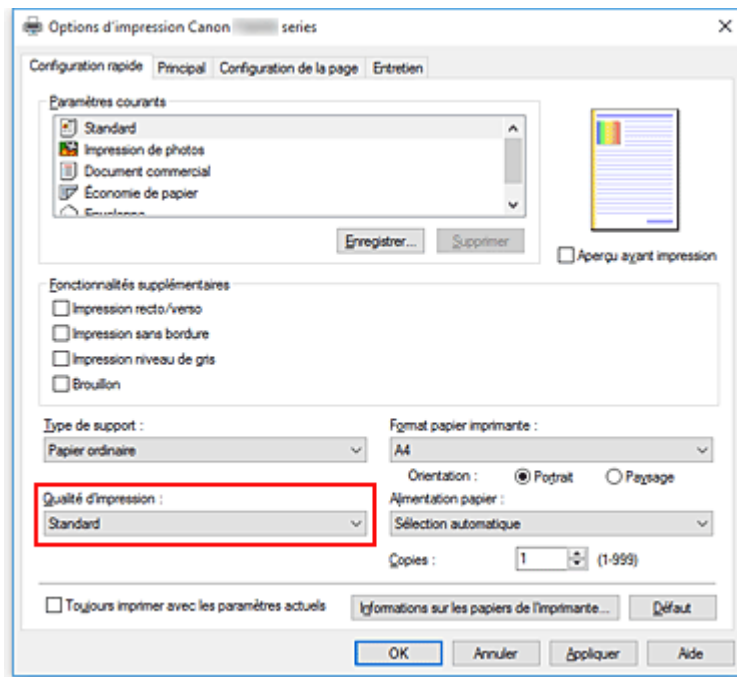 Options d'impression Canon series
Configuration rapide Principal Configuration de la page Entretien
Paramètres courants
Standard
Impression de photos
Document commercial
Économie de papier
Enregistrer... Supprimer
Aperçu avant impression
Fonctionnalités supplémentaires
Impression recto/verso
Impression sans bordure
Impression niveau de gris
Brouillon
Type de support : Format papier imprimante :
Papier ordinaire A4
Orientation : Portrait Paysage
Qualité d'impression : Alimentation papier :
Standard Sélection automatique
Copies : 1 (1-999)
Toujours imprimer avec les paramètres actuels Informations sur les papiers de l'imprimante... Défaut
OK Annuler Appliquer Aide